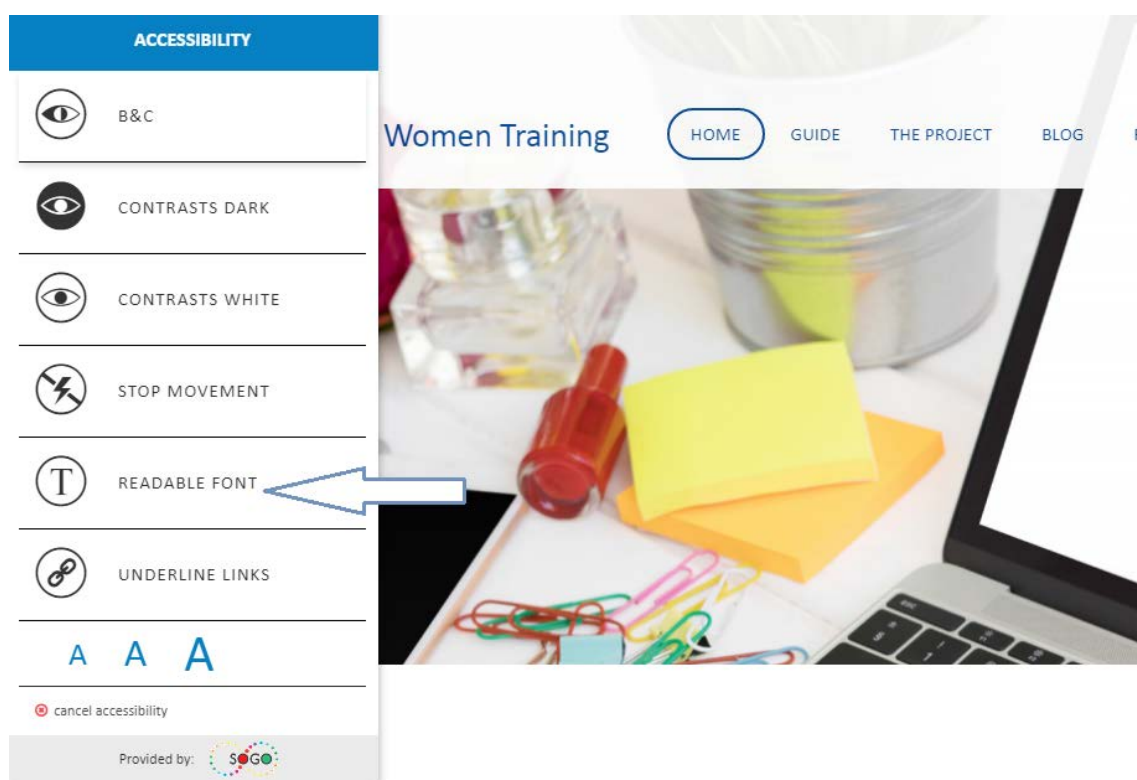 ACCESSIBILITY
B&C
CONTRASTS DARK
CONTRASTS WHITE
STOP MOVEMENT
READABLE FONT
UNDERLINE LINKS
A A A
cancel accessibility
Provided by: SOGO
Women Training
HOME GUIDE THE PROJECT BLOG
esc